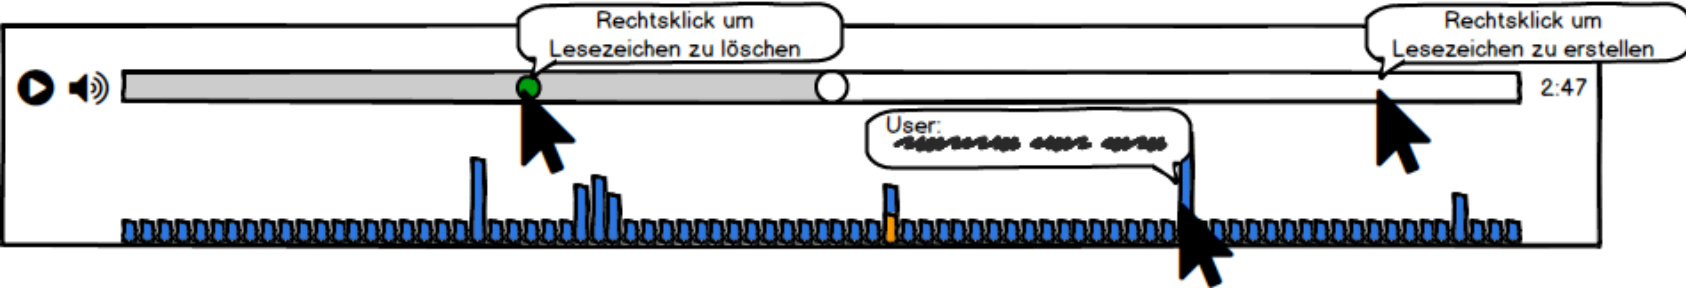 Rechtsklick um
Lesezeichen zu löschen
Rechtsklick um
Lesezeichen zu erstellen
2:47
User: